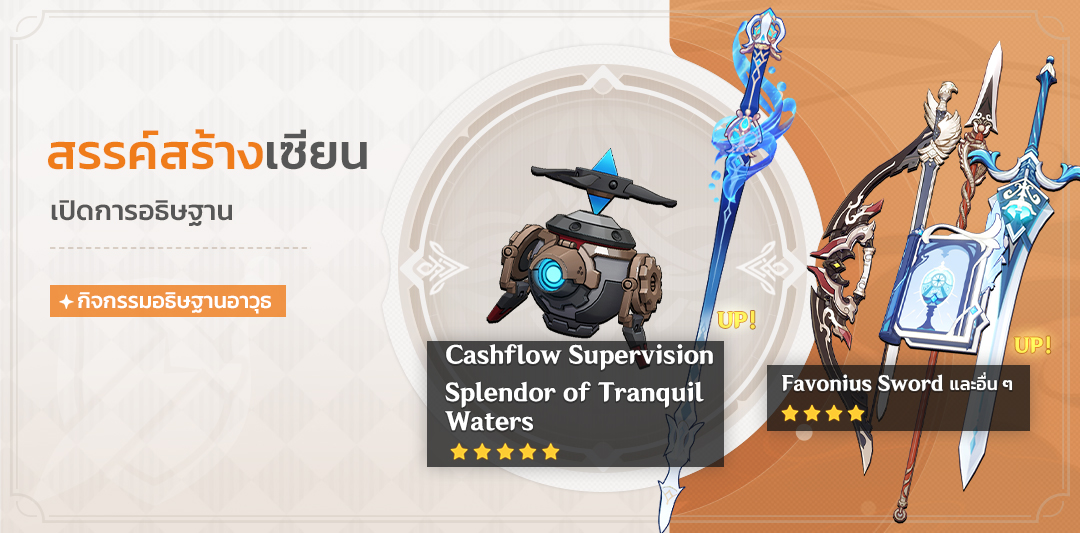 สรรค์สร้างเซียน
เปิดการอธิษฐาน
กิจกรรมอธิษฐานอาวุธ
UP!
Cashflow Supervision
Splendor of Tranquil
Waters
UP!
Favonius Sword และอื่น ๆ